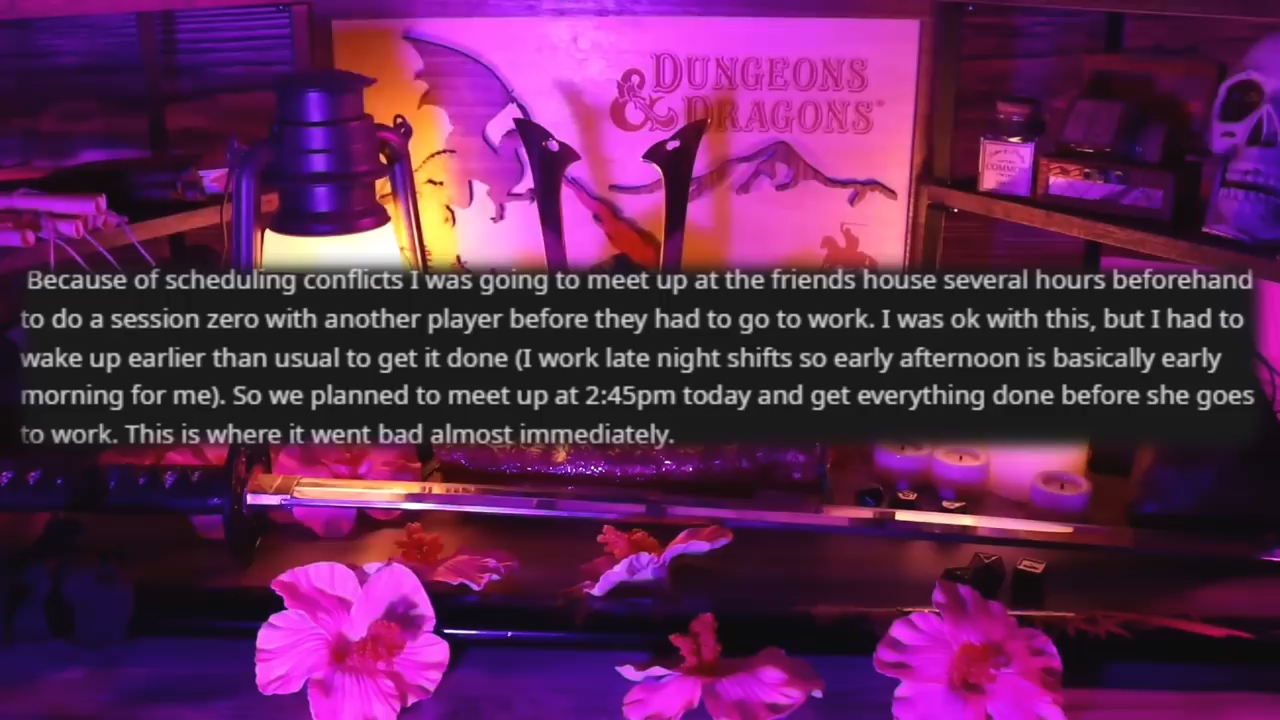 DUNGEONS
& DRAGONS
COMMON
Because of scheduling conflicts I was going to meet up at the friends house several hours beforehand
to do a session zero with another player before they had to go to work. I was ok with this, but I had to
wake up earlier than usual to get it done (I work late night shifts so early afternoon is basically early
morning for me). So we planned to meet up at 2:45pm today and get everything done before she goes
to work. This is where it went bad almost immediately.